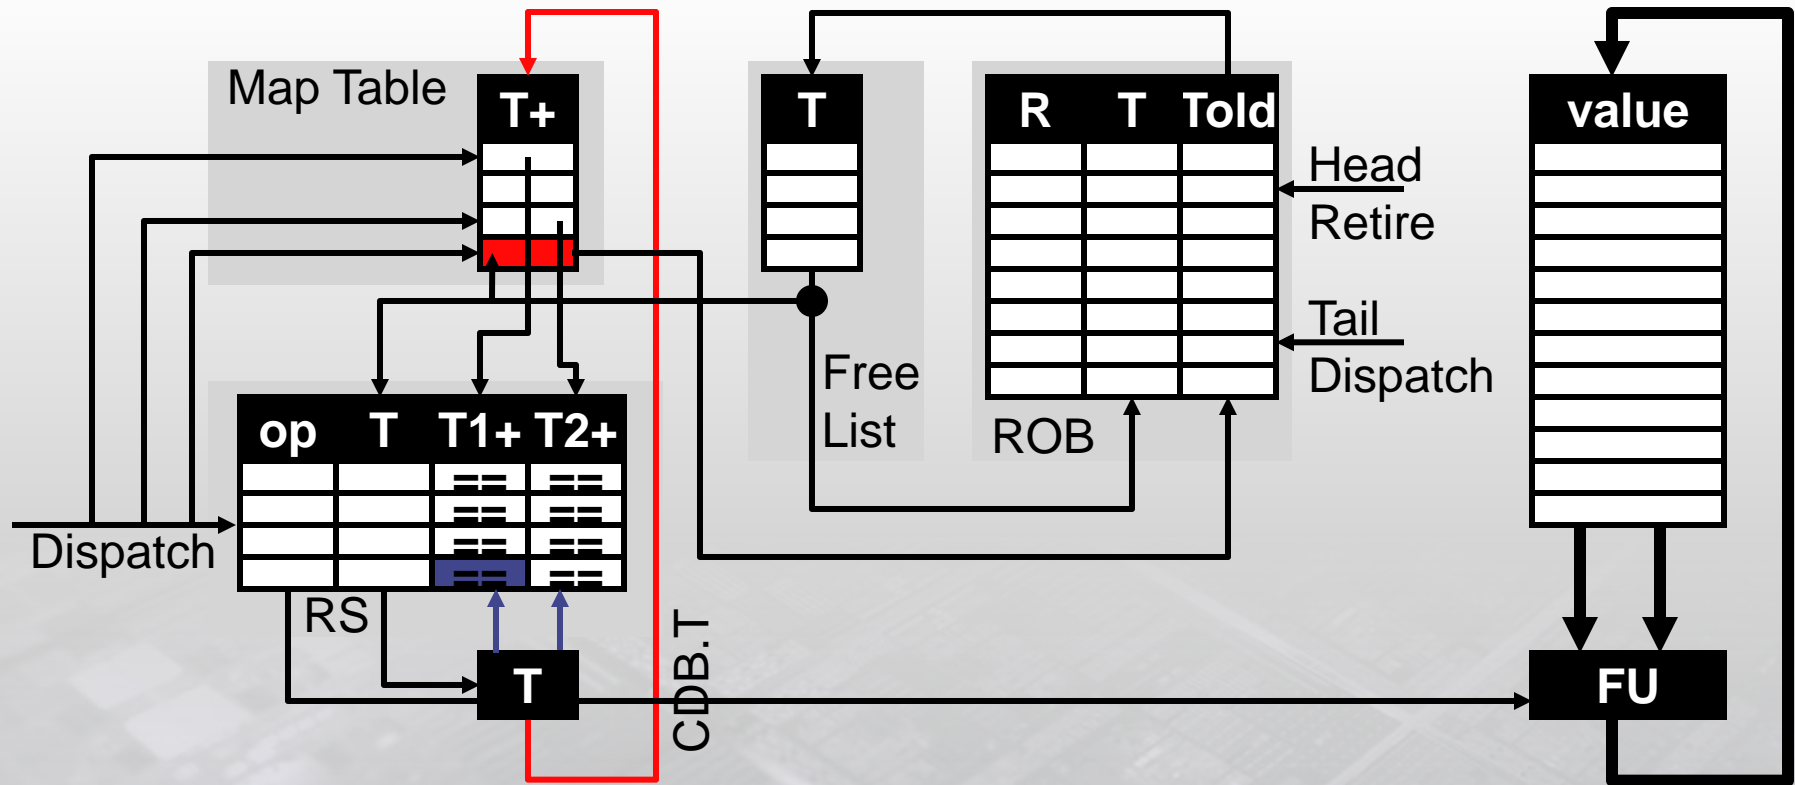 Map Table
T+
T
R T Told
value
Head
Retire
Tail
Dispatch
Free
List
ROB
op T T1+ T2+
== ==
== ==
== ==
== ==
Dispatch
RS
CDB.T
T
FU